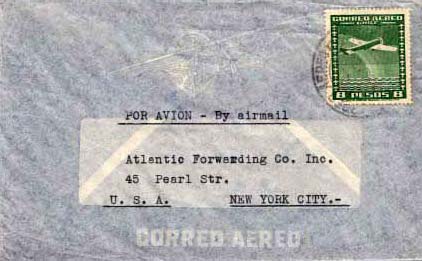 CORREO AEREO
CHILE
8 PESOS 8
POR AVION - By airmail
Atlantic Forwarding Co. Inc.
45 Pearl Str.
U. S. A. NEW YORK CITY.-
CORREO AEREO